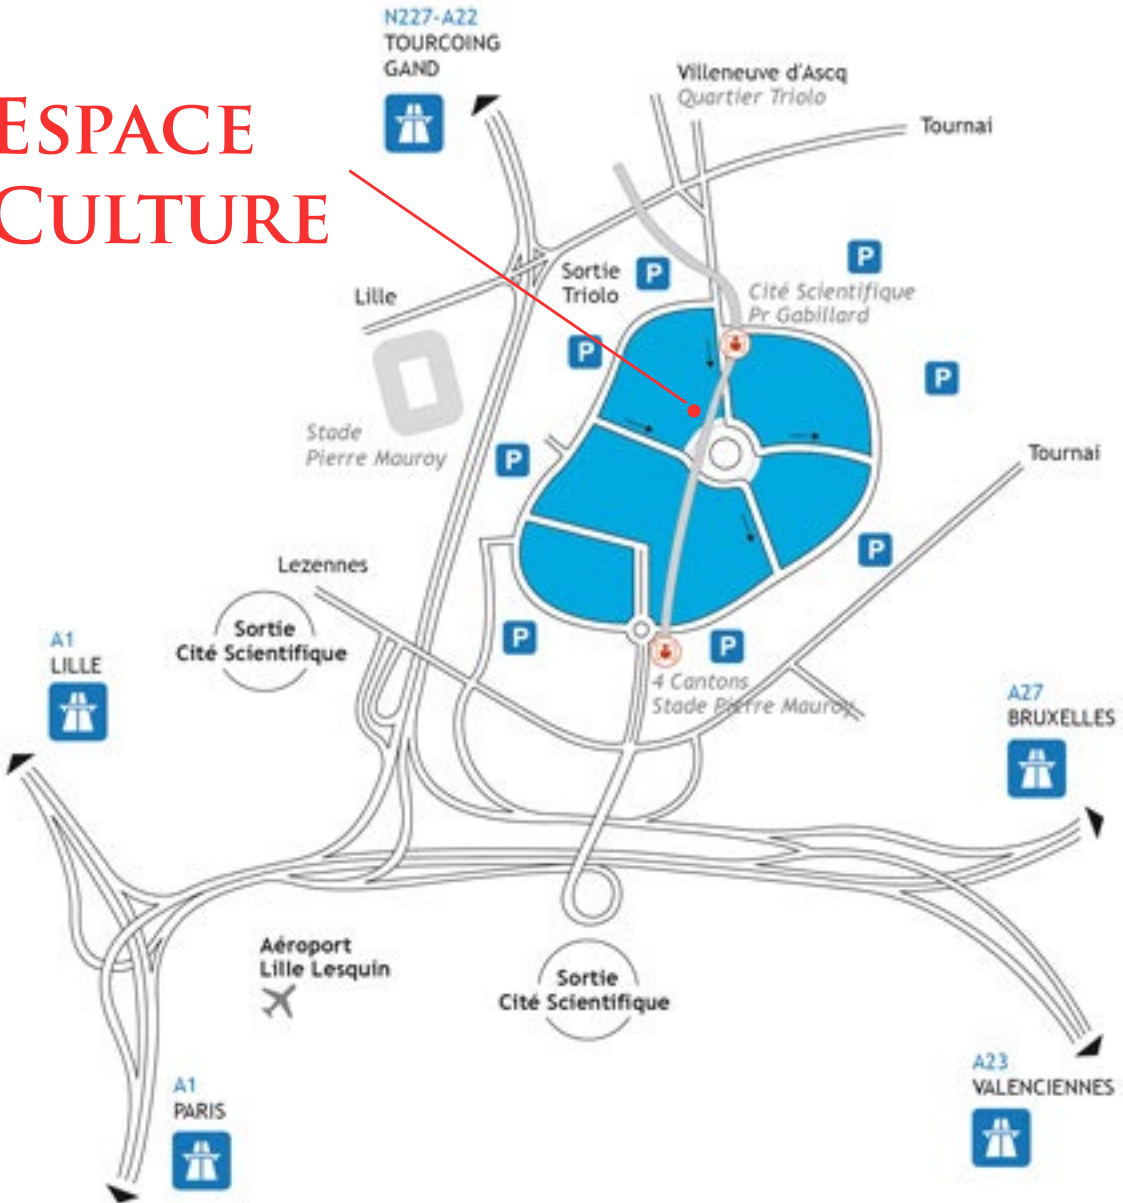 N227-A22
TOURCOING
GAND
ESPACE
CULTURE
Villeneuve d'Ascq
Quartier Triolo
Tournai
Sortie
Triolo
P
P
Cité Scientifique
Pr Gabillard
Lille
P
P
Stade
Pierre Mauroy
P
Tournai
P
Lezennes
Sortie
Cité Scientifique
P
P
4 Cantons
Stade Pierre Mauroy
A1
LILLE
A27
BRUXELLES
Aéroport
Lille Lesquin
Sortie
Cité Scientifique
A1
PARIS
A23
VALENCIENNES